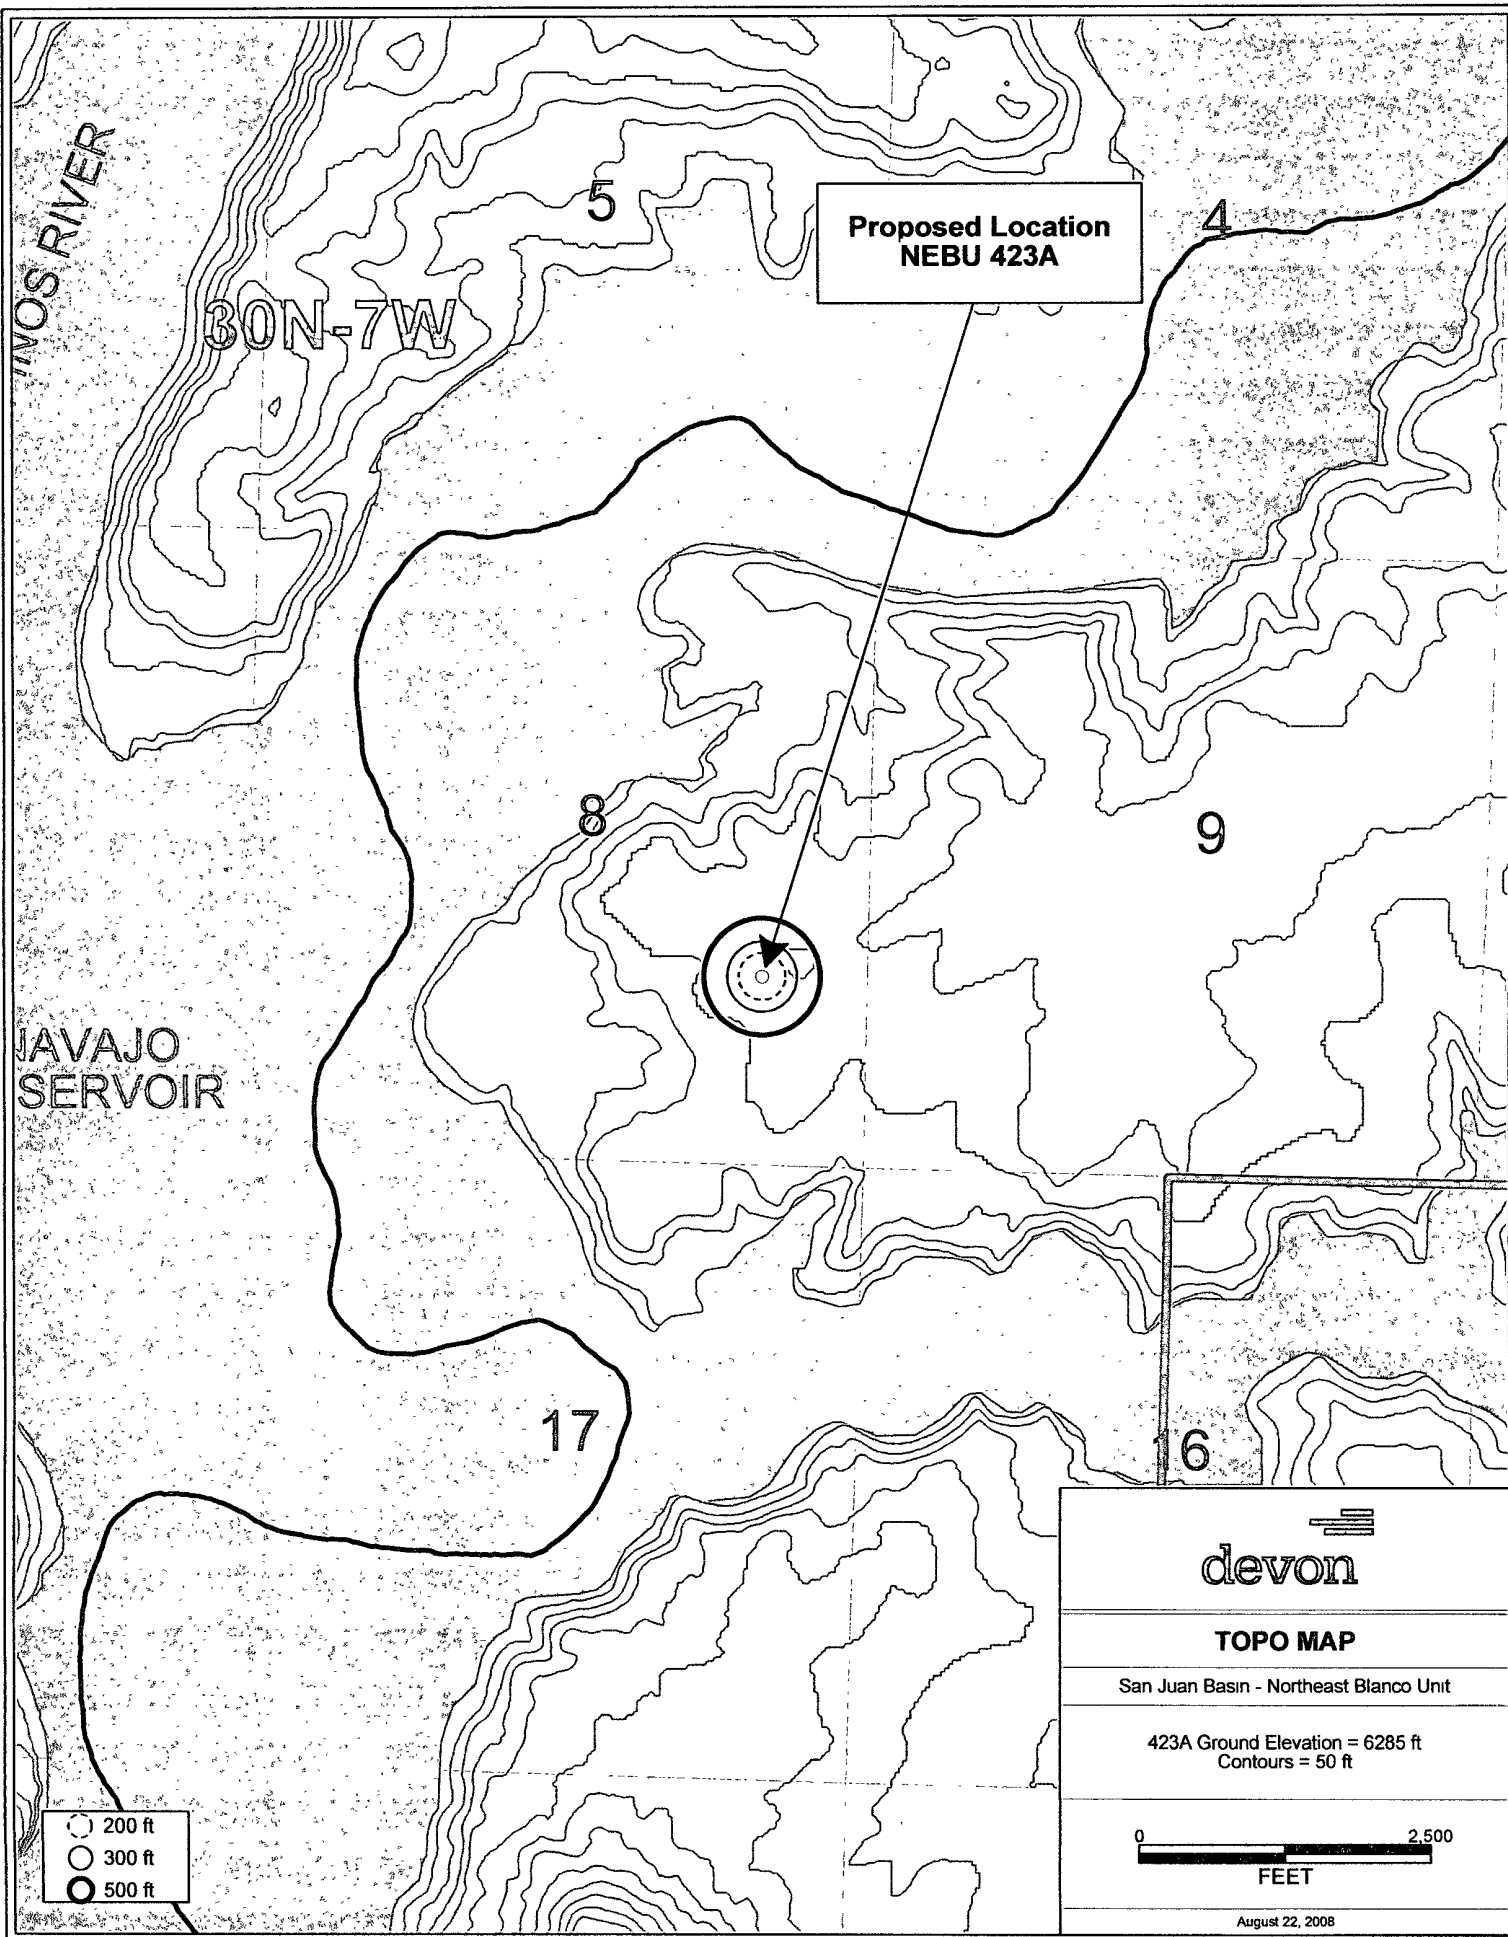 INOS RIVER
5
4
Proposed Location
NEBU 423A
30N-7W
8
9
NAVAJO
SERVOIR
17
16
devon
TOPO MAP
San Juan Basin - Northeast Blanco Unit
423A Ground Elevation = 6285 ft
Contours = 50 ft
0 2,500
FEET
August 22, 2008
200 ft
300 ft
500 ft